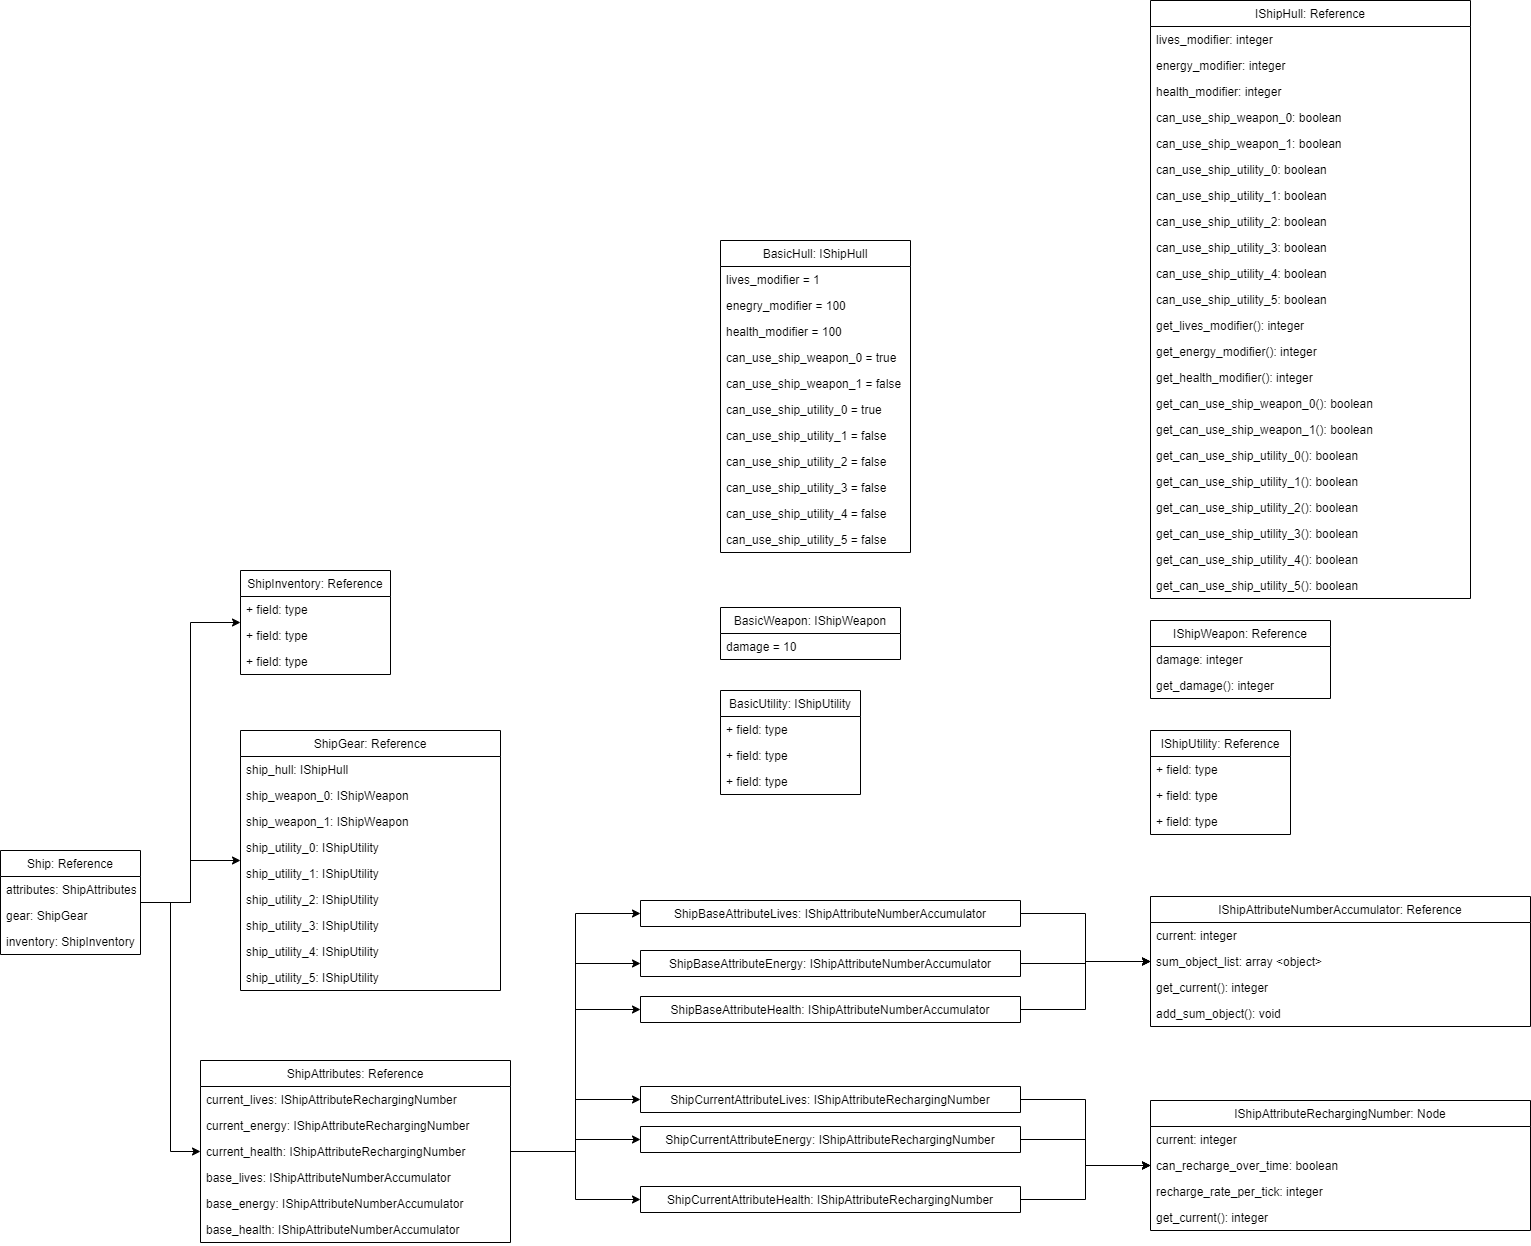 IShipHull: Reference
lives_modifier: integer
energy_modifier: integer
health_modifier: integer
can_use_ship_weapon_0: boolean
can_use_ship_weapon_1: boolean
can_use_ship_utility_0: boolean
can_use_ship_utility_1: boolean
can_use_ship_utility_2: boolean
can_use_ship_utility_3: boolean
can_use_ship_utility_4: boolean
can_use_ship_utility_5: boolean
get_lives_modifier(): integer
get_energy_modifier(): integer
get_health_modifier(): integer
get_can_use_ship_weapon_0(): boolean
get_can_use_ship_weapon_1(): boolean
get_can_use_ship_utility_0(): boolean
get_can_use_ship_utility_1(): boolean
get_can_use_ship_utility_2(): boolean
get_can_use_ship_utility_3(): boolean
get_can_use_ship_utility_4(): boolean
get_can_use_ship_utility_5(): boolean
BasicHull: IShipHull
lives_modifier = 1
enegry_modifier = 100
health_modifier = 100
can_use_ship_weapon_0 = true
can_use_ship_weapon_1 = false
can_use_ship_utility_0 = true
can_use_ship_utility_1 = false
can_use_ship_utility_2 = false
can_use_ship_utility_3 = false
can_use_ship_utility_4 = false
can_use_ship_utility_5 = false
ShipInventory: Reference
+ field: type
+ field: type
+ field: type
BasicWeapon: IShipWeapon
damage = 10
IShipWeapon: Reference
damage: integer
get_damage(): integer
BasicUtility: IShipUtility
+ field: type
+ field: type
+ field: type
IShipUtility: Reference
+ field: type
+ field: type
+ field: type
ShipGear: Reference
ship_hull: IShipHull
ship_weapon_0: IShipWeapon
ship_weapon_1: IShipWeapon
ship_utility_0: IShipUtility
ship_utility_1: IShipUtility
ship_utility_2: IShipUtility
ship_utility_3: IShipUtility
ship_utility_4: IShipUtility
ship_utility_5: IShipUtility
Ship: Reference
attributes: ShipAttributes
gear: ShipGear
inventory: ShipInventory
ShipBaseAttributeLives: IShipAttributeNumberAccumulator
ShipBaseAttributeEnergy: IShipAttributeNumberAccumulator
ShipBaseAttributeHealth: IShipAttributeNumberAccumulator
IShipAttributeNumberAccumulator: Reference
current: integer
sum_object_list: array <object>
get_current(): integer
add_sum_object(): void
ShipAttributes: Reference
current_lives: IShipAttributeRechargingNumber
current_energy: IShipAttributeRechargingNumber
current_health: IShipAttributeRechargingNumber
base_lives: IShipAttributeNumberAccumulator
base_energy: IShipAttributeNumberAccumulator
base_health: IShipAttributeNumberAccumulator
ShipCurrentAttributeLives: IShipAttributeRechargingNumber
ShipCurrentAttributeEnergy: IShipAttributeRechargingNumber
ShipCurrentAttributeHealth: IShipAttributeRechargingNumber
IShipAttributeRechargingNumber: Node
current: integer
can_recharge_over_time: boolean
recharge_rate_per_tick: integer
get_current(): integer